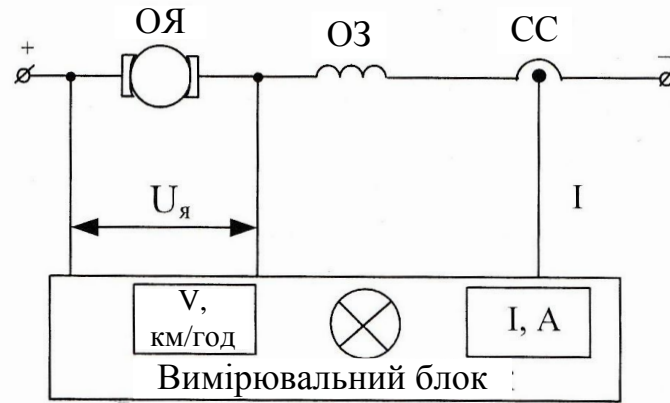 ОЯ ОЗ СС
+ –
Uя I
V, км/год
I, А
Вимірювальний блок